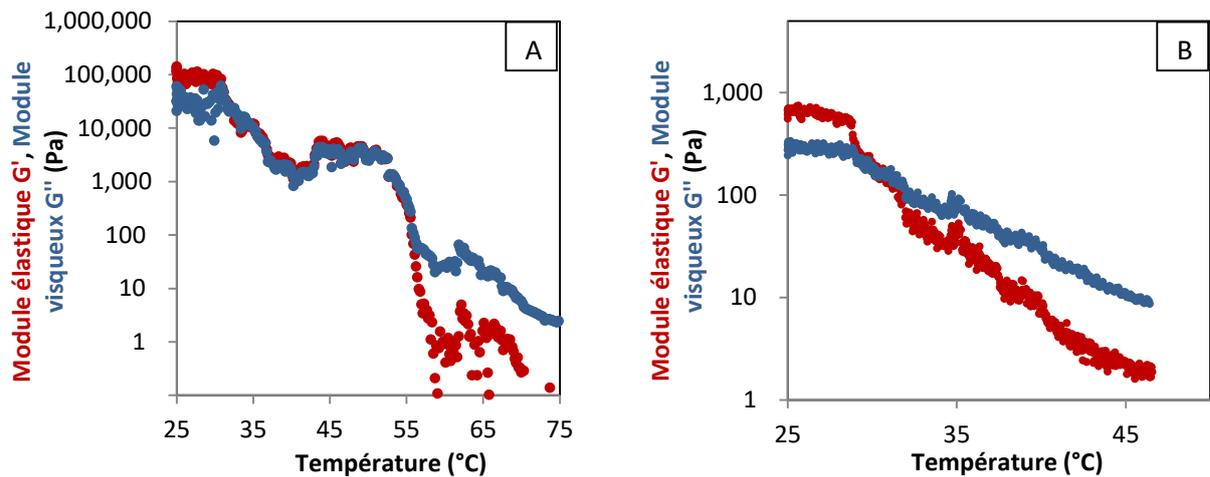 Module élastique G', Module
visqueux G'' (Pa)
1,000,000
100,000
10,000
1,000
100
10
1
A
25 35 45 55 65 75
Température (°C)
Module élastique G', Module
visqueux G'' (Pa)
1,000
100
10
1
B
25 35 45
Température (°C)